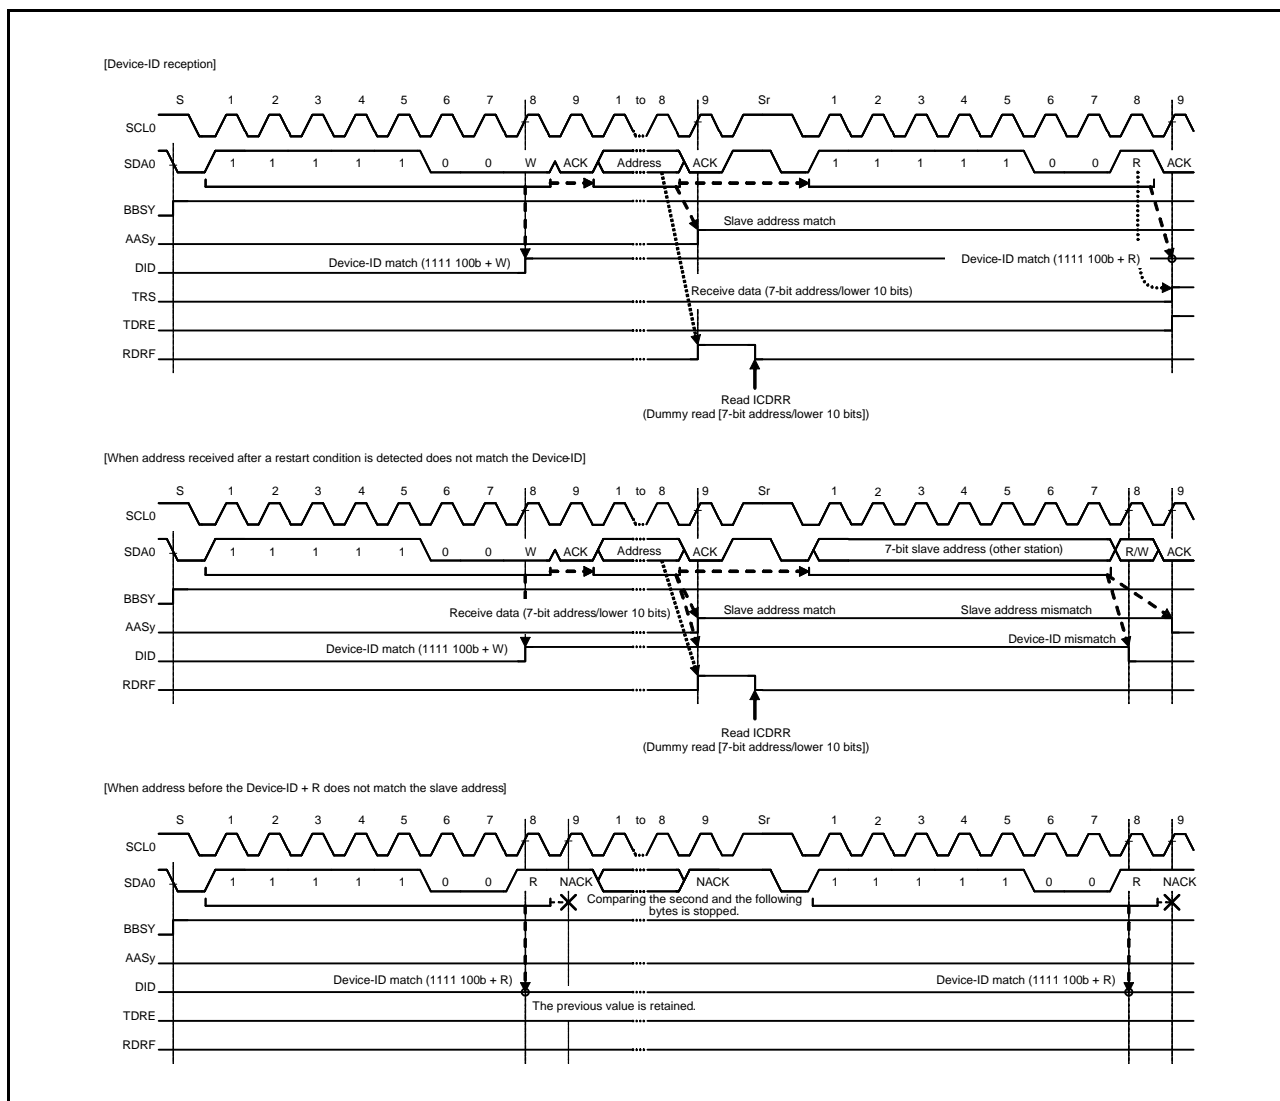 [Device-ID reception]
S 1 2 3 4 5 6 7 8 9 1 to 8 9 Sr 1 2 3 4 5 6 7 8 9
SCL0
SDA0 1 1 1 1 1 0 0 W ACK Address ACK 1 1 1 1 1 0 0 R ACK
BBSY
Slave address match
AASy
Device-ID match (1111 100b + W) Device-ID match (1111 100b + R)
DID
Receive data (7-bit address/lower 10 bits)
TRS
TDRE
RDRF
Read ICDRR
(Dummy read [7-bit address/lower 10 bits])
[When address received after a restart condition is detected does not match the Device-ID]
S 1 2 3 4 5 6 7 8 9 1 to 8 9 Sr 1 2 3 4 5 6 7 8 9
SCL0
SDA0 1 1 1 1 1 0 0 W ACK Address ACK 7-bit slave address (other station) R/W ACK
BBSY
Receive data (7-bit address/lower 10 bits) Slave address match Slave address mismatch
AASy
Device-ID mismatch
Device-ID match (1111 100b + W)
DID
RDRF
Read ICDRR
(Dummy read [7-bit address/lower 10 bits])
[When address before the Device-ID + R does not match the slave address]
S 1 2 3 4 5 6 7 8 9 1 to 8 9 Sr 1 2 3 4 5 6 7 8 9
SCL0
SDA0 1 1 1 1 1 0 0 R NACK NACK 1 1 1 1 1 0 0 R NACK
Comparing the second and the following
bytes is stopped.
BBSY
AASy
Device-ID match (1111 100b + R) Device-ID match (1111 100b + R)
DID
The previous value is retained.
TDRE
RDRF